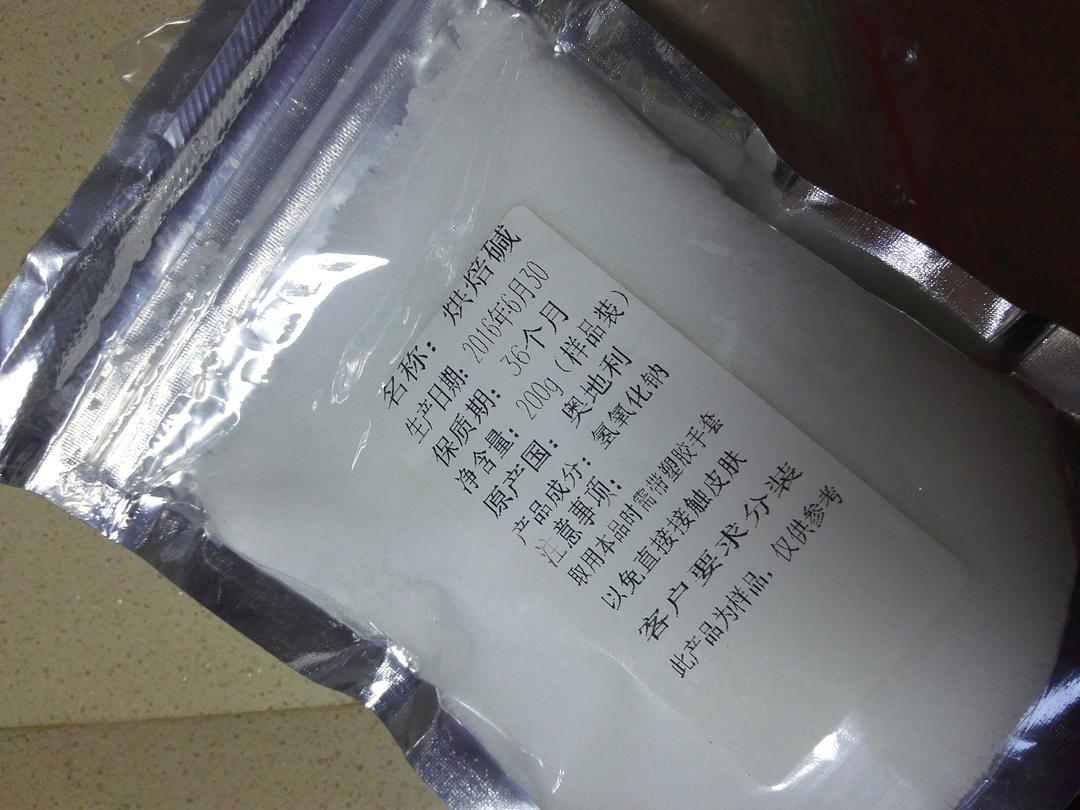 名称：烘焙碱
生产日期：2016年6月30
保质期：36个月
净含量：200g（样品装）
原产国：奥地利
产品成分：氢氧化钠
注意事项：
取用本品时需带塑胶手套
以免直接接触皮肤
客户要求分装
此产品为样品，仅供参考